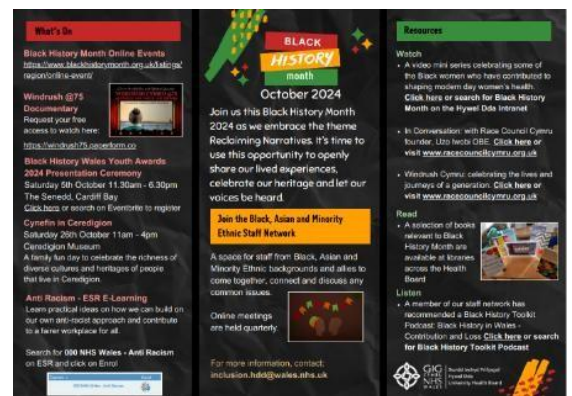 What's On
Black History Month Online Events
https://www.blackhistorymonth.org.uk/listings/
region/online-event/
Windrush @75
Documentary
Request your free
access to watch here:
https://windrush75.paperform.co
Black History Wales Youth Awards
2024 Presentation Ceremony
Saturday 5th October 11.30am - 6.30pm
The Senedd, Cardiff Bay
Click here or search on Eventbrite to register
Cynefin in Ceredigion
Saturday 26th October 11am - 4pm
Ceredigion Museum
A family fun day to celebrate the richness of
diverse cultures and heritages of people
that live in Ceredigion.
Anti Racism - ESR E-Learning
Learn practical ideas on how we can build on
our own anti-racist approach and contribute
to a fairer workplace for all.
Search for 000 NHS Wales - Anti Racism
on ESR and click on Enrol
BLACK
HISTORY
month
October 2024
Join us this Black History Month
2024 as we embrace the theme
Reclaiming Narratives. It's time to
use this opportunity to openly
share our lived experiences,
celebrate our heritage and let our
voices be heard.
Join the Black, Asian and Minority
Ethnic Staff Network
A space for staff from Black, Asian and
Minority Ethnic backgrounds and allies to
come together, connect and discuss any
common issues.
Online meetings
are held quarterly.
For more information, contact:
inclusion.hdd@wales.nhs.uk
Resources
Watch
• A video mini series celebrating some of
the Black women who have contributed to
shaping modern day women's health.
Click here or search for Black History
Month on the Hywel Dda Intranet
• In Conversation: with Race Council Cymru
founder, Uzo Iwobi OBE. Click here or
visit www.racecouncilcymru.org.uk
• Windrush Cymru: celebrating the lives and
journeys of a generation. Click here or
visit www.racecouncilcymru.org.uk
Read
• A selection of books
relevant to Black
History Month are
available at libraries
across the Health
Board
Listen
• A member of our staff network has
recommended a Black History Toolkit
Podcast: Black History in Wales -
Contribution and Loss Click here or search
for Black History Toolkit Podcast
GIG
CYMRU
NHS
WALES
Bwrdd Iechyd Prifysgol
Hywel Dda
University Health Board